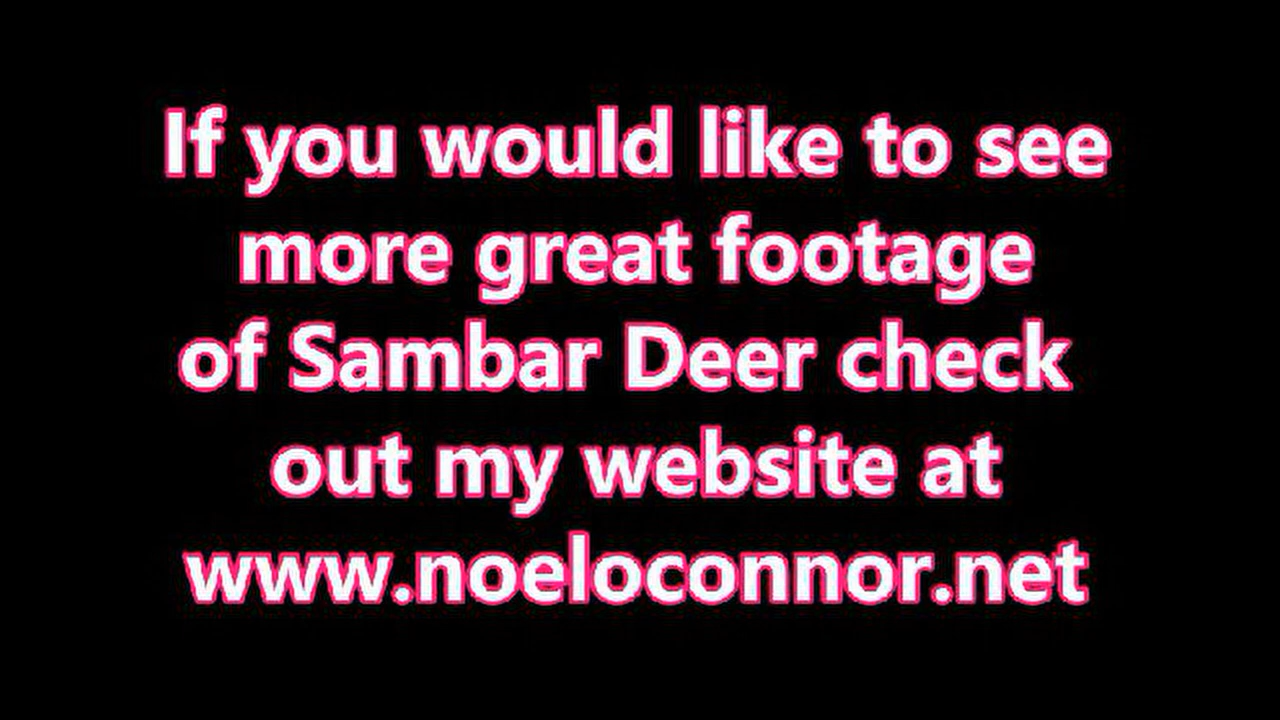 If you would like to see
more great footage
of Sambar Deer check
out my website at
www.noeloconnor.net